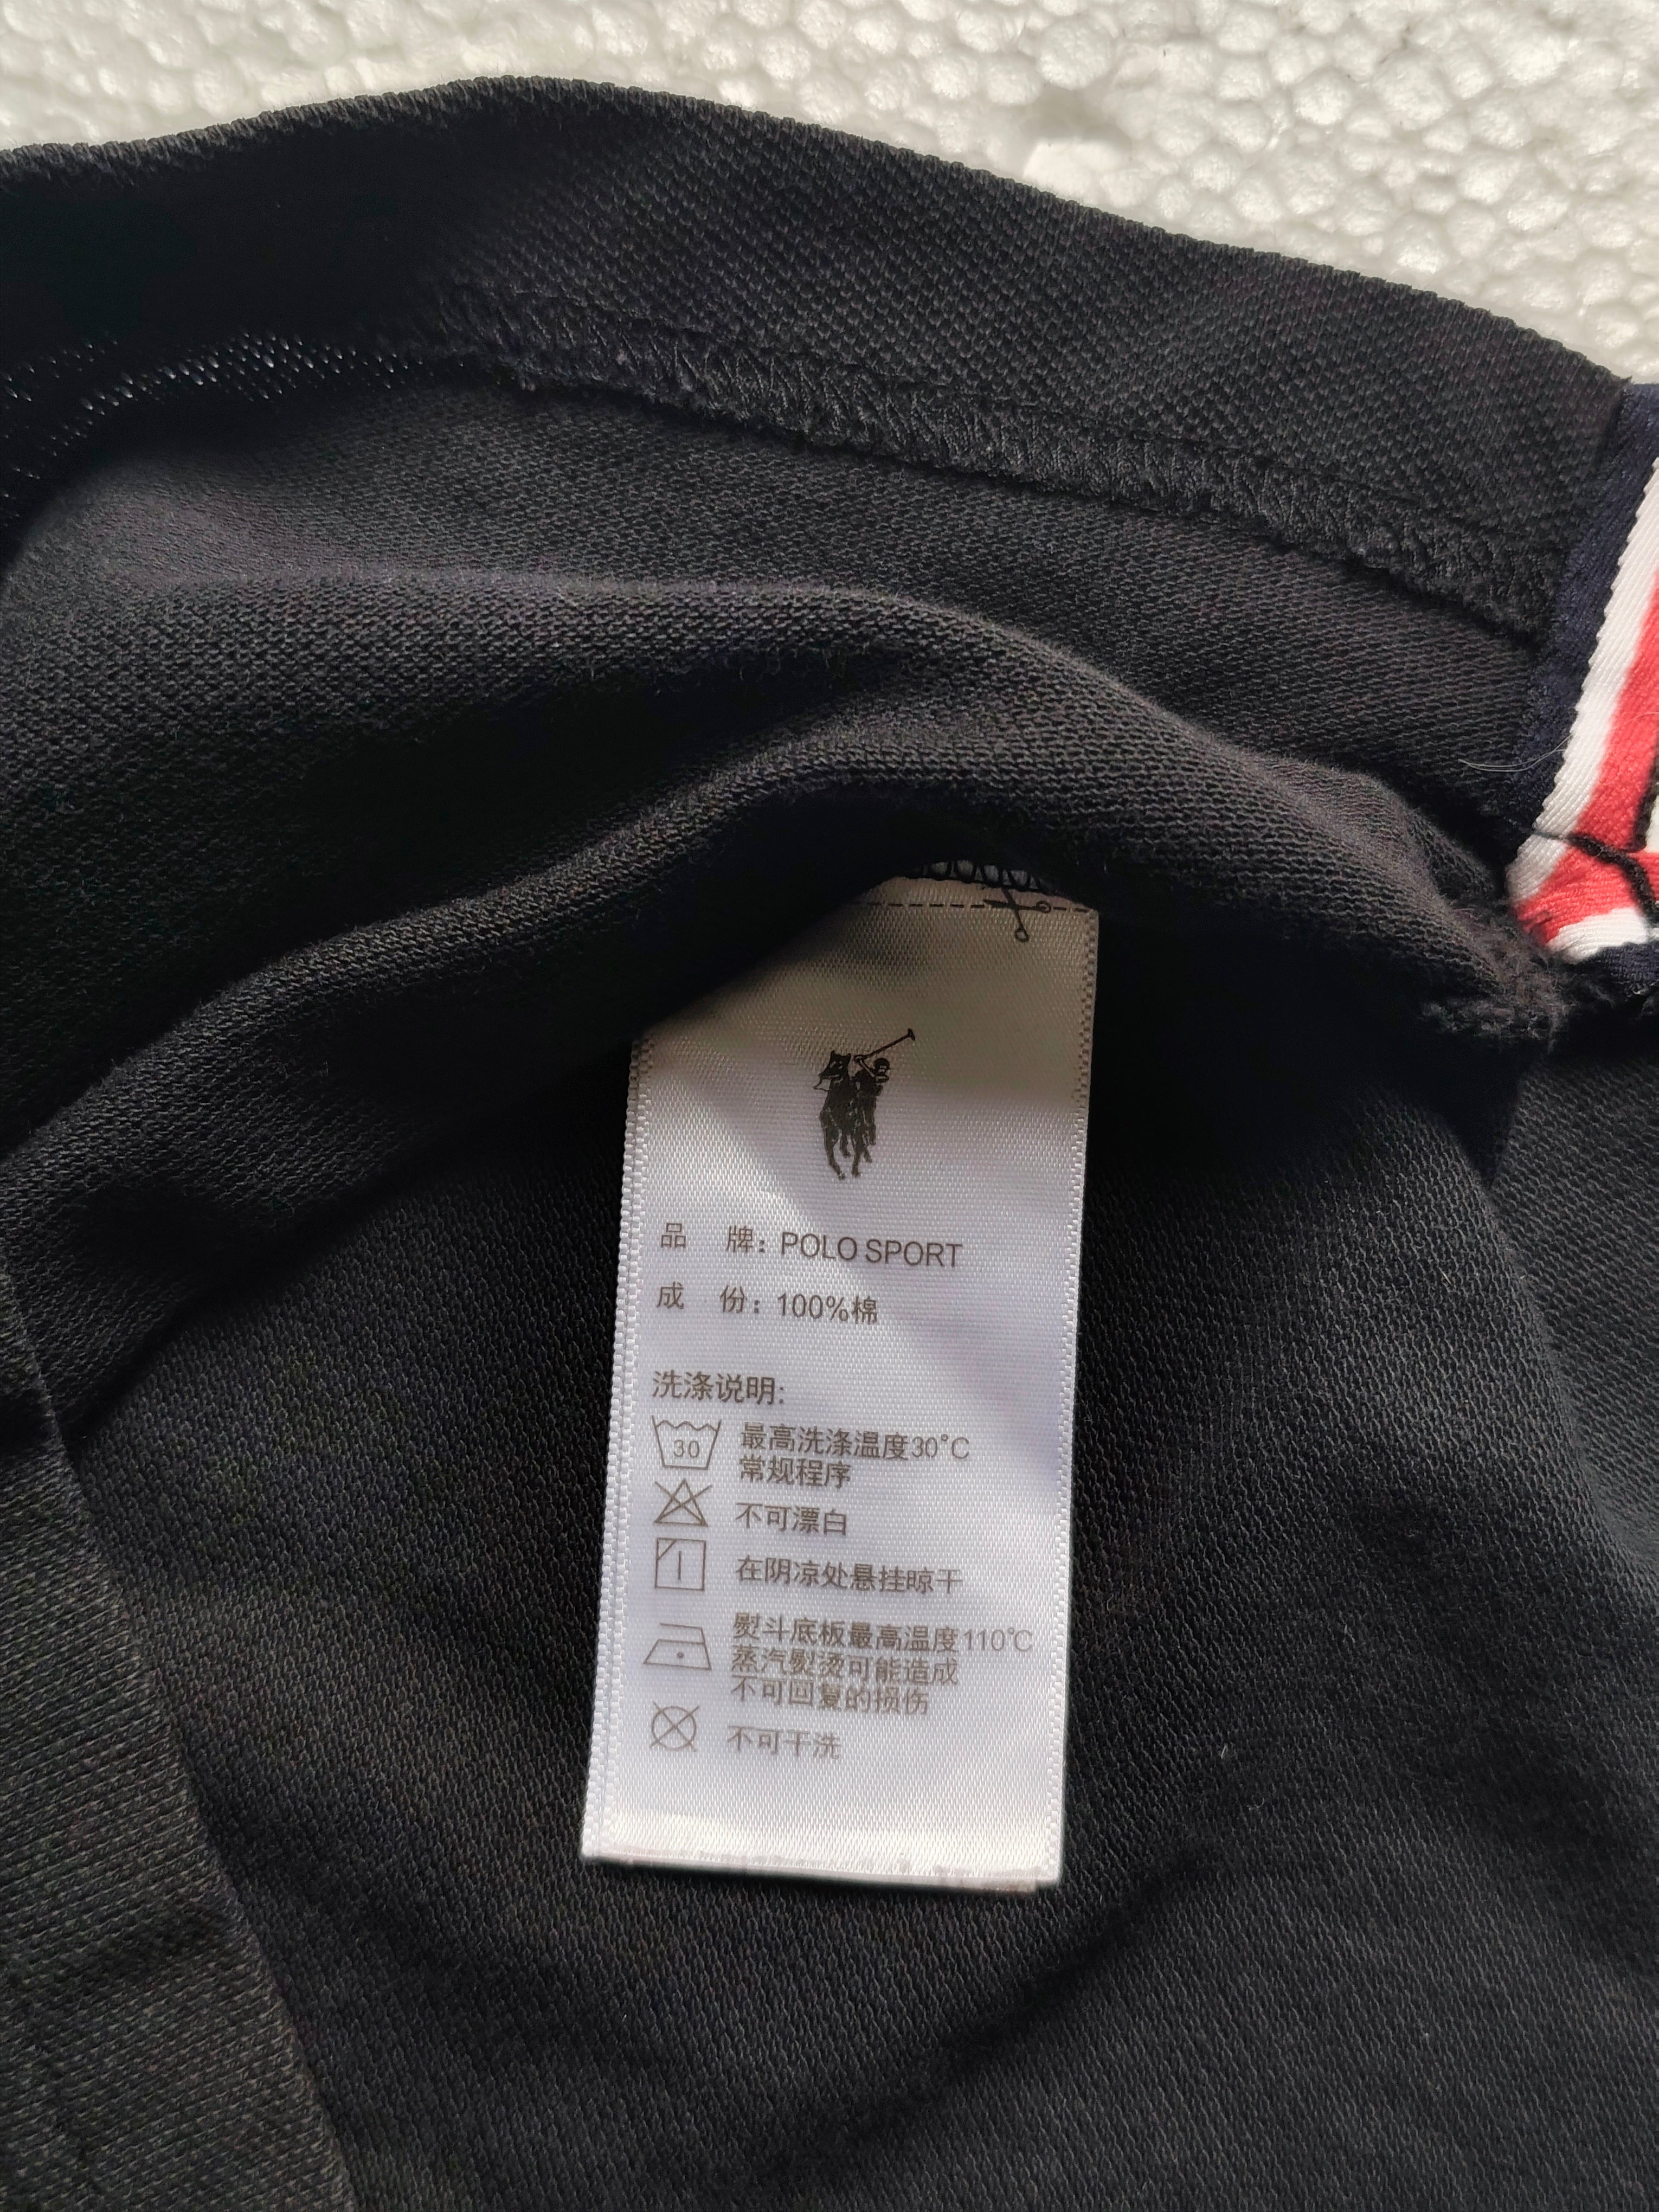 品 牌: POLO SPORT
成 份: 100%棉
洗涤说明:
30
最高洗涤温度30°C
常规程序
不可漂白
在阴凉处悬挂晾干
熨斗底板最高温度110℃
蒸汽熨烫可能造成
不可回复的损伤
不可干洗